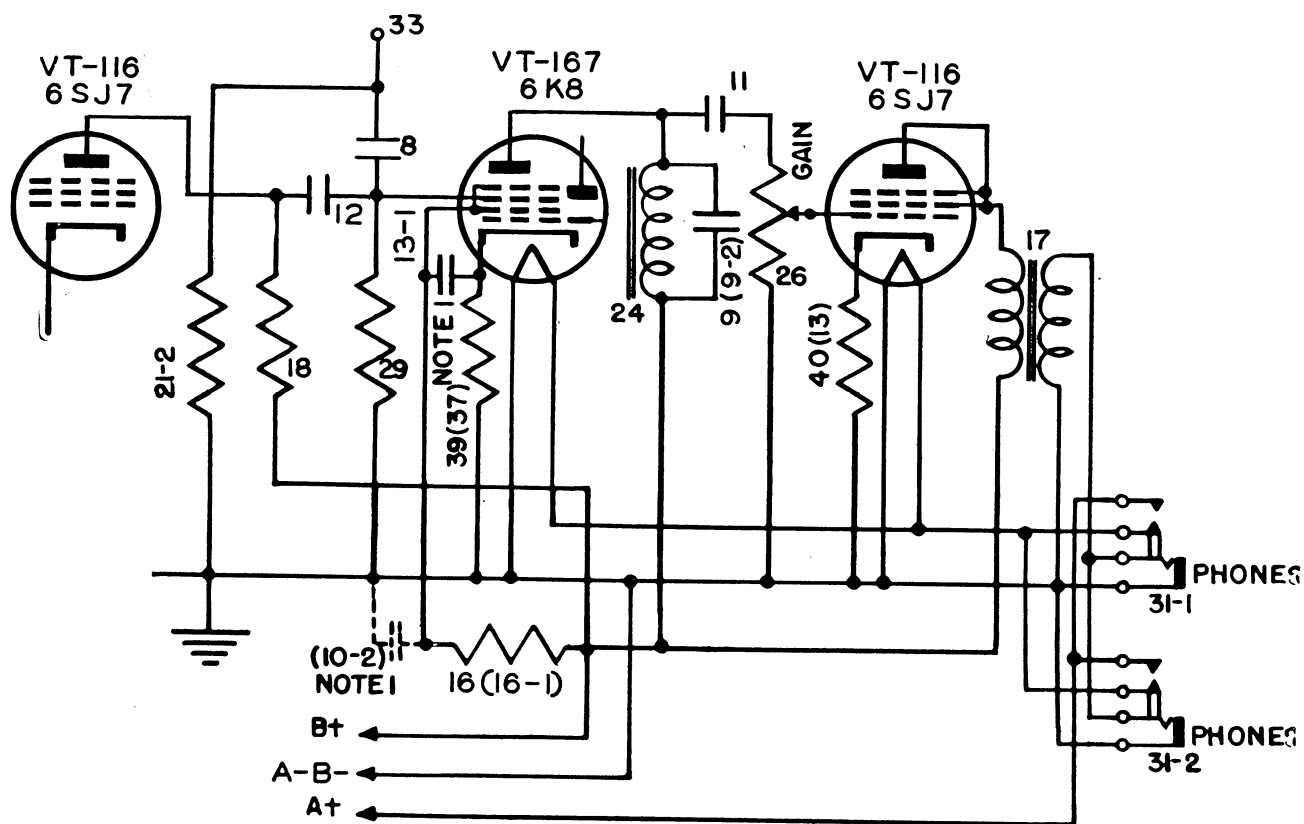 33
VT-116
6SJ7
VT-167
6K8
11
VT-116
6SJ7
8
GAIN
12
13-1
17
24
9(9-2)
26
21-2
18
29
NOTE 1
39(37)
40(13)
PHONES
31-1
(10-2)
NOTE 1
16(16-1)
B+
PHONES
31-2
A-B-
A+